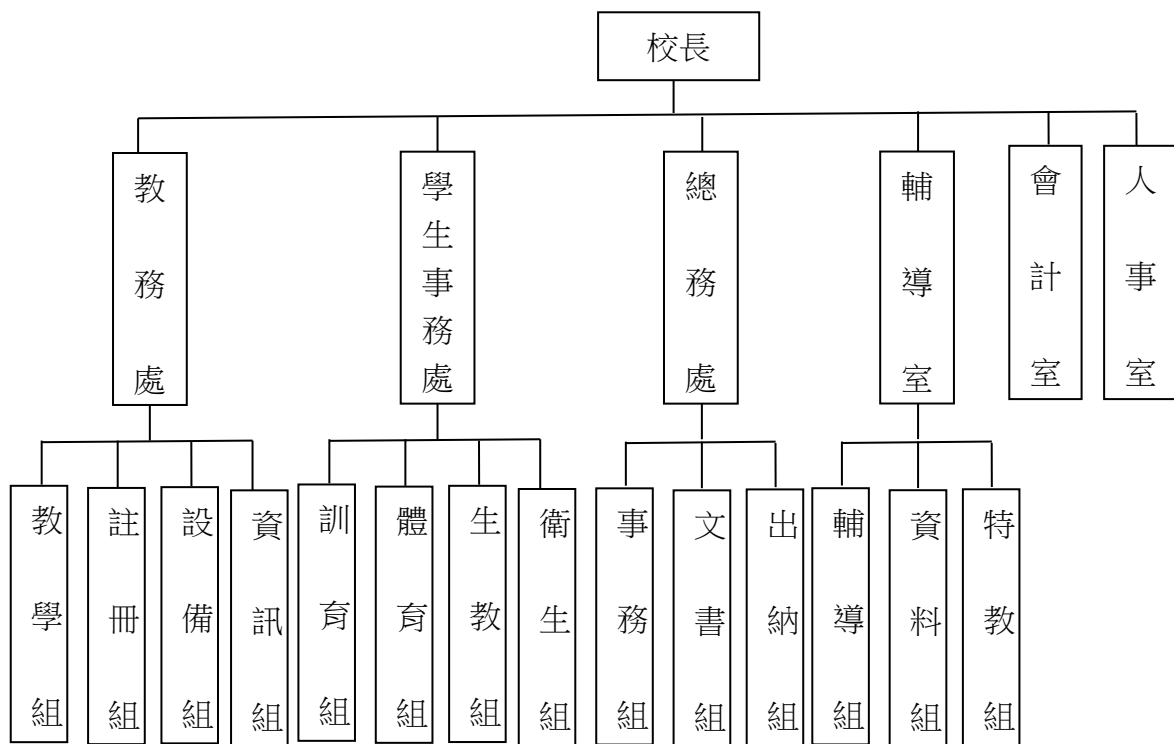 校長
教務處
學生事務處
總務處
輔導室
會計室
人事室
教學組
註冊組
設備組
資訊組
訓育組
體育組
生教組
衛生組
事務組
文書組
出納組
輔導組
資料組
特教組